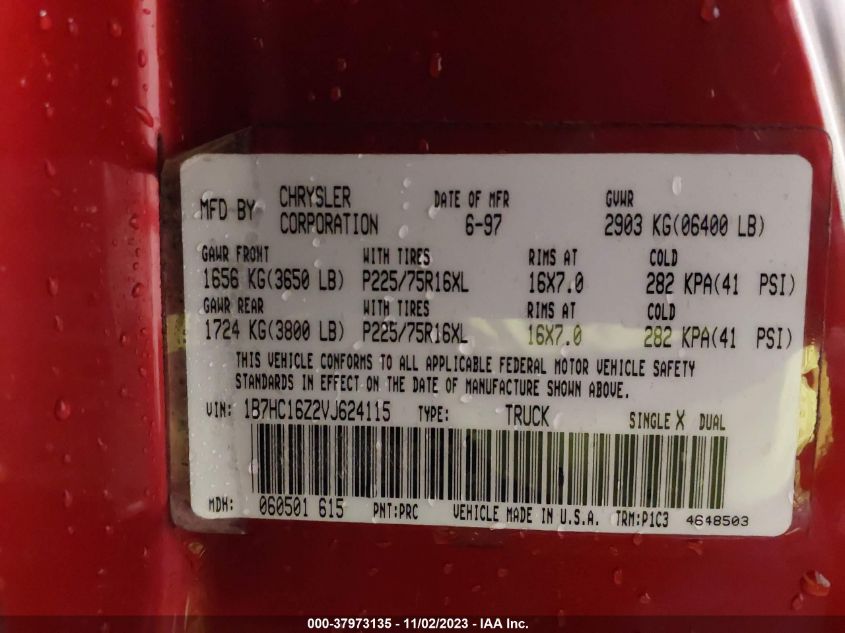 MFD BY CHRYSLER CORPORATION DATE OF MFR 6-97 GVWR 2903 KG(06400 LB)
GAWR FRONT WITH TIRES RIMS AT COLD
1656 KG(3650 LB) P225/75R16XL 16X7.0 282 KPA(41 PSI)
GAWR REAR WITH TIRES RIMS AT COLD
1724 KG(3800 LB) P225/75R16XL 16X7.0 282 KPA(41 PSI)
THIS VEHICLE CONFORMS TO ALL APPLICABLE FEDERAL MOTOR VEHICLE SAFETY
STANDARDS IN EFFECT ON THE DATE OF MANUFACTURE SHOWN ABOVE.
VIN: 1B7HC16Z2VJ624115 TYPE: TRUCK SINGLE X DUAL
MDH: 060501 615 PNT:PRC VEHICLE MADE IN U.S.A. TRM:P1C3 4648503
000-37973135 - 11/02/2023 - IAA Inc.